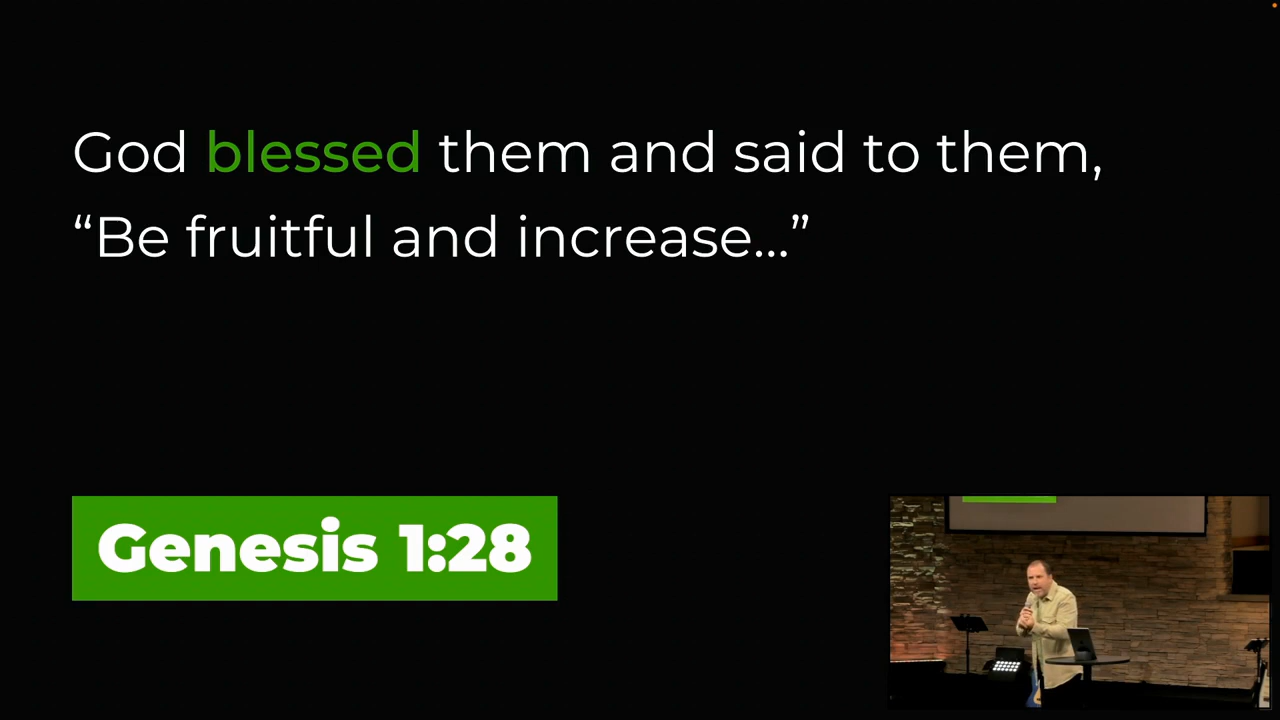 God blessed them and said to them,
“Be fruitful and increase...”
Genesis 1:28